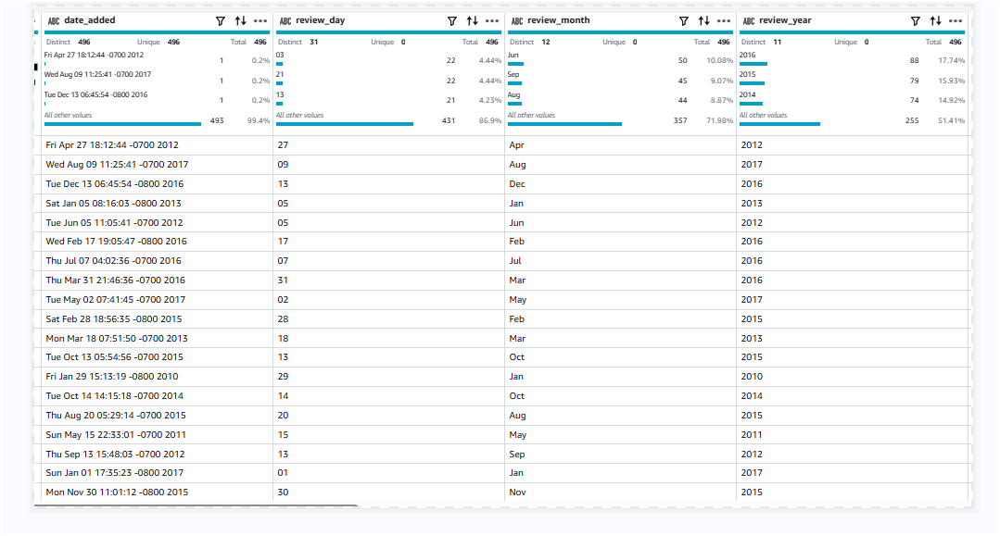 ABC date_added ABC review_day ABC review_month ABC review_year
Distinct 496 Unique 496 Total 496 Distinct 31 Unique 0 Total 496 Distinct 12 Unique 0 Total 496 Distinct 11 Unique 0 Total 496
Fri Apr 27 18:12:44 -0700 2012 1 0.2% 03 22 4.44% Jun 50 10.08% 2016 88 17.74%
Wed Aug 09 11:25:41 -0700 2017 1 0.2% 21 22 4.44% Sep 45 9.07% 2015 79 15.93%
Tue Dec 13 06:45:54 -0800 2016 1 0.2% 13 21 4.23% Aug 44 8.87% 2014 74 14.92%
All other values 493 99.4% All other values 431 86.9% All other values 357 71.98% All other values 255 51.41%
Fri Apr 27 18:12:44 -0700 2012 27 Apr 2012
Wed Aug 09 11:25:41 -0700 2017 09 Aug 2017
Tue Dec 13 06:45:54 -0800 2016 13 Dec 2016
Sat Jan 05 08:16:03 -0800 2013 05 Jan 2013
Tue Jun 05 11:05:41 -0700 2012 05 Jun 2012
Wed Feb 17 19:05:47 -0800 2016 17 Feb 2016
Thu Jul 07 04:02:36 -0700 2016 07 Jul 2016
Thu Mar 31 21:46:36 -0700 2016 31 Mar 2016
Tue May 02 07:41:45 -0700 2017 02 May 2017
Sat Feb 28 18:56:35 -0800 2015 28 Feb 2015
Mon Mar 18 07:51:50 -0700 2013 18 Mar 2013
Tue Oct 13 05:54:56 -0700 2015 13 Oct 2015
Fri Jan 29 15:13:19 -0800 2010 29 Jan 2010
Tue Oct 14 14:15:18 -0700 2014 14 Oct 2014
Thu Aug 20 05:29:14 -0700 2015 20 Aug 2015
Sun May 15 22:33:01 -0700 2011 15 May 2011
Thu Sep 13 15:48:03 -0700 2012 13 Sep 2012
Sun Jan 01 17:35:23 -0800 2017 01 Jan 2017
Mon Nov 30 11:01:12 -0800 2015 30 Nov 2015